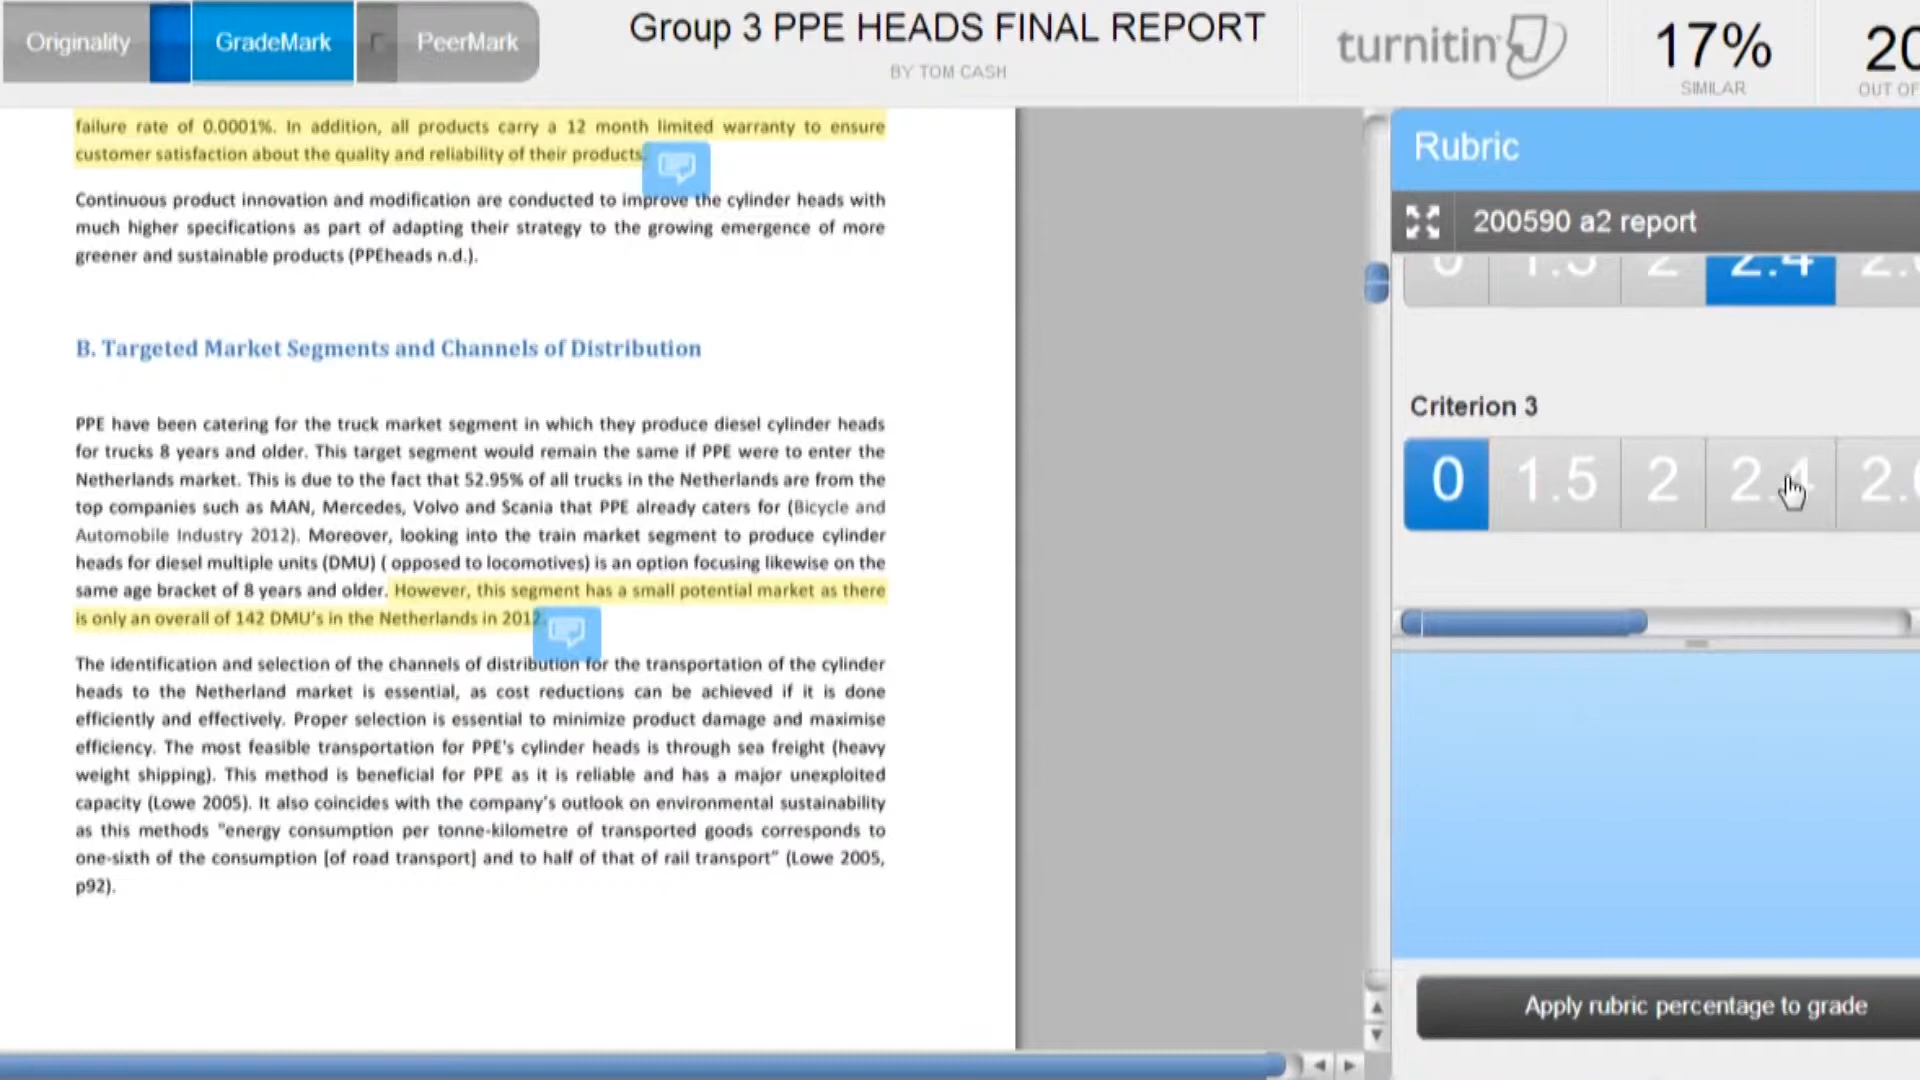 Originality
GradeMark
PeerMark
Group 3 PPE HEADS FINAL REPORT
BY TOM CASH
turnitin
17%
SIMILAR
20
OUT OF
failure rate of 0.0001%. In addition, all products carry a 12 month limited warranty to ensure
customer satisfaction about the quality and reliability of their products.
Continuous product innovation and modification are conducted to improve the cylinder heads with
much higher specifications as part of adapting their strategy to the growing emergence of more
greener and sustainable products (PPEheads n.d.).
B. Targeted Market Segments and Channels of Distribution
PPE have been catering for the truck market segment in which they produce diesel cylinder heads
for trucks 8 years and older. This target segment would remain the same if PPE were to enter the
Netherlands market. This is due to the fact that 52.95% of all trucks in the Netherlands are from the
top companies such as MAN, Mercedes, Volvo and Scania that PPE already caters for (Bicycle and
Automobile Industry 2012). Moreover, looking into the train market segment to produce cylinder
heads for diesel multiple units (DMU) ( opposed to locomotives) is an option focusing likewise on the
same age bracket of 8 years and older. However, this segment has a small potential market as there
is only an overall of 142 DMU's in the Netherlands in 2012.
The identification and selection of the channels of distribution for the transportation of the cylinder
heads to the Netherland market is essential, as cost reductions can be achieved if it is done
efficiently and effectively. Proper selection is essential to minimize product damage and maximise
efficiency. The most feasible transportation for PPE's cylinder heads is through sea freight (heavy
weight shipping). This method is beneficial for PPE as it is reliable and has a major unexploited
capacity (Lowe 2005). It also coincides with the company's outlook on environmental sustainability
as this methods "energy consumption per tonne-kilometre of transported goods corresponds to
one-sixth of the consumption [of road transport] and to half of that of rail transport" (Lowe 2005,
p92).
Rubric
200590 a2 report
0 1.5 2 2.4 2.
Criterion 3
0 1.5 2 2.4 2.
Apply rubric percentage to grade